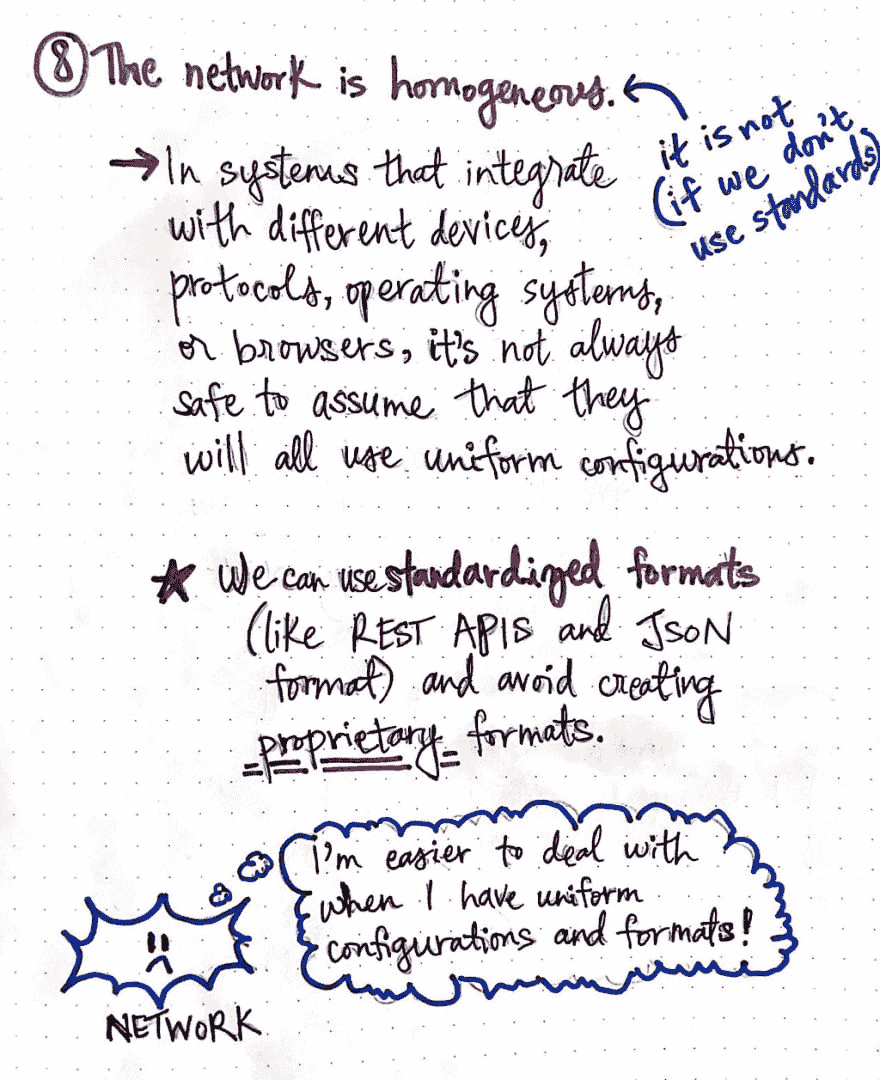 8 The network is homogeneous.
it is not
(if we don't
use standards)
→ In systems that integrate
with different devices,
protocols, operating systems,
or browsers, it's not always
safe to assume that they
will all use uniform configurations.
★ We can use standardized formats
(like REST APIS and JSON
format) and avoid creating
proprietary formats.
I'm easier to deal with
when I have uniform
configurations and formats!
NETWORK